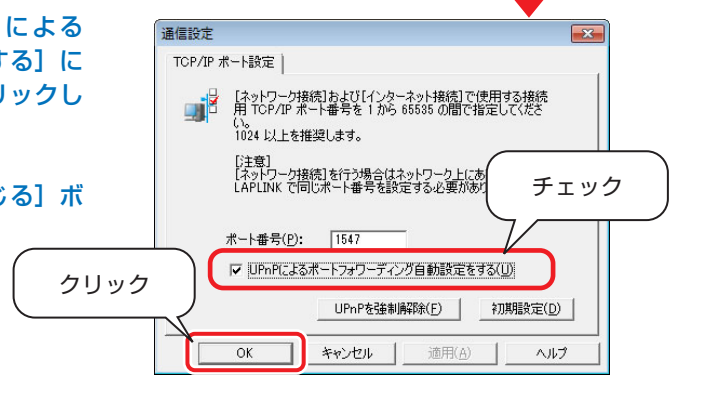 による
する］に
リックし
じる］ボ
通信設定
TCP/IP ポート設定
[ネットワーク接続]および[インターネット接続]で使用する接続
用 TCP/IP ポート番号を 1 から 65535 の間で指定してくださ
い。
1024 以上を推奨します。
[注意]
[ネットワーク接続]を行う場合はネットワーク上にあ
LAPLINK で同じポート番号を設定する必要があり
チェック
ポート番号(P): 1547
UPnPによるポートフォワーディング自動設定をする(U)
クリック
UPnPを強制解除(F) 初期設定(D)
OK キャンセル 適用(A) ヘルプ